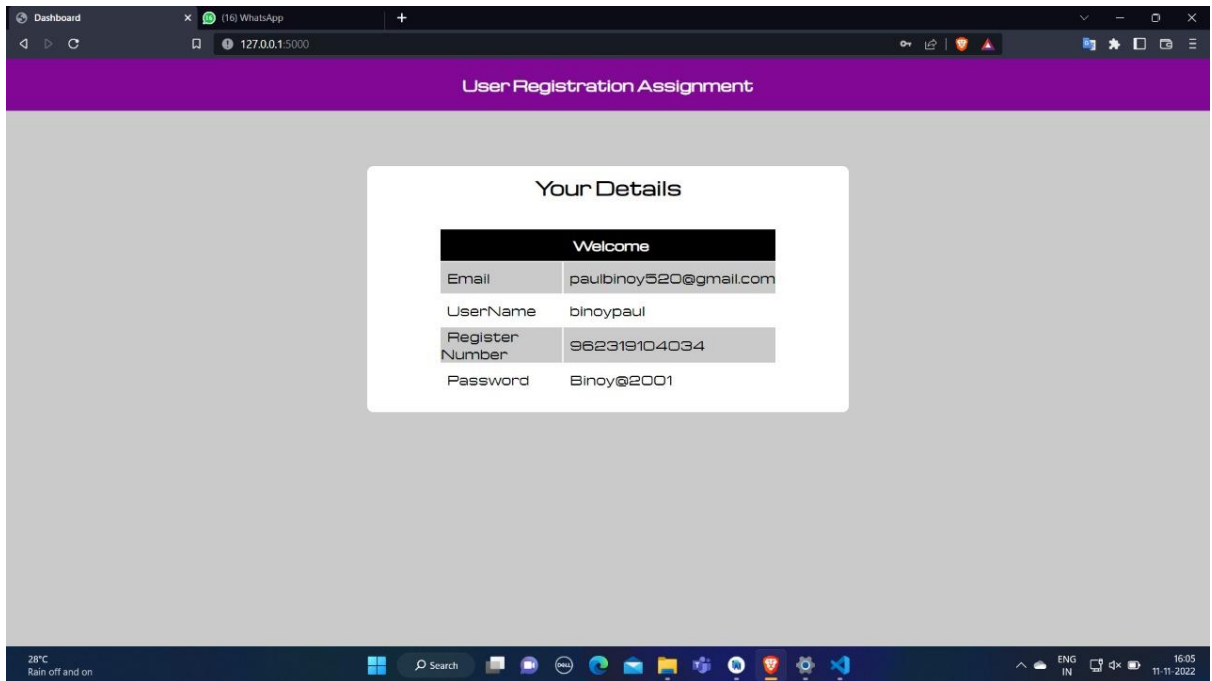 Dashboard
(16) WhatsApp
127.0.0.1:5000
User Registration Assignment
Your Details
Welcome
Email paulbinoy520@gmail.com
UserName binoypaul
Register
Number
962319104034
Password Binoy@2001
28°C
Rain off and on
Search
DELL
ENG
IN
16:05
11-11-2022